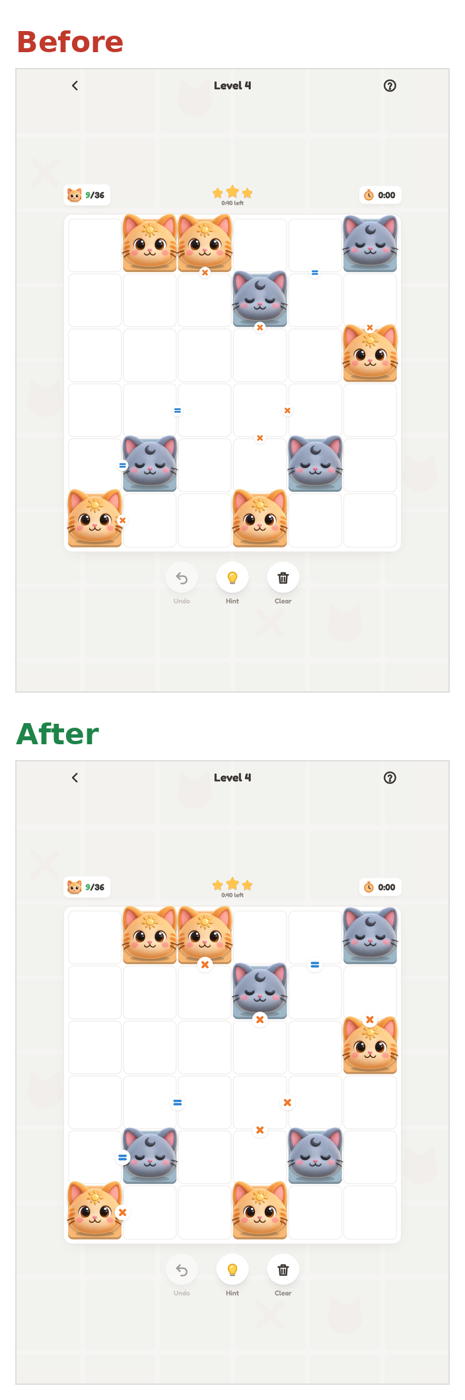 Before
Level 4
9/36
0:40 left
0:00
×
=
×
×
=
×
×
=
×
Undo
Hint
Clear
After
Level 4
9/36
0:40 left
0:00
×
=
×
×
=
×
×
=
×
Undo
Hint
Clear